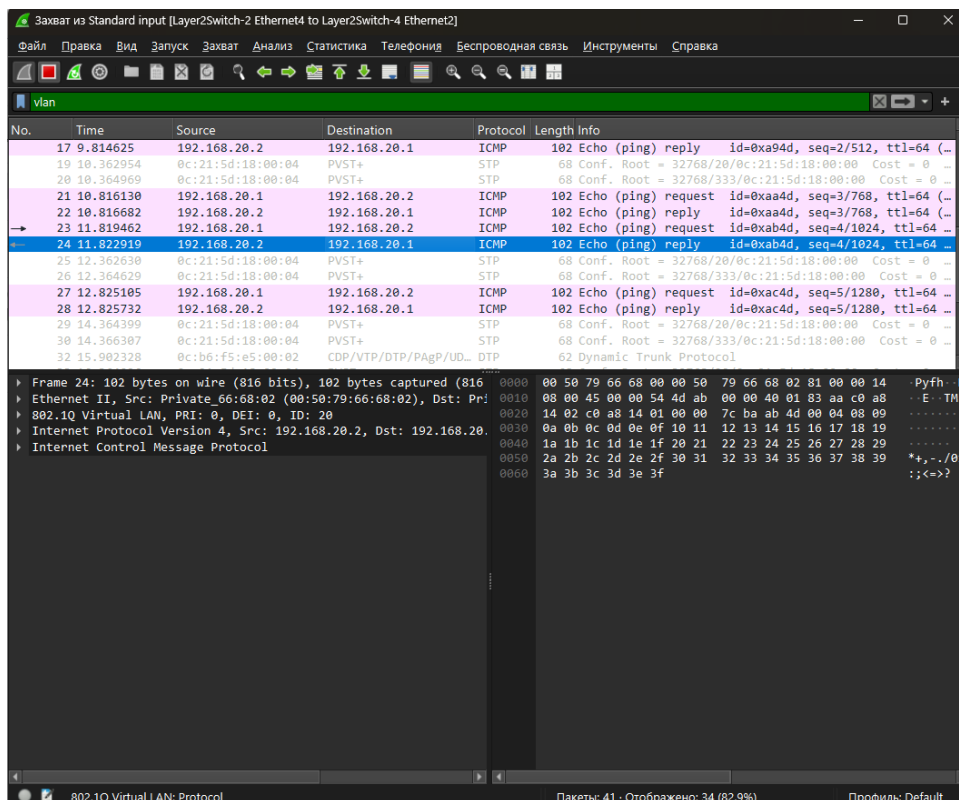 Захват из Standard input [Layer2Switch-2 Ethernet4 to Layer2Switch-4 Ethernet2]
Файл Правка Вид Запуск Захват Анализ Статистика Телефония Беспроводная связь Инструменты Справка
vlan
No. Time Source Destination Protocol Length Info
17 9.814625 192.168.20.2 192.168.20.1 ICMP 102 Echo (ping) reply id=0xa94d, seq=2/512, ttl=64 (…
19 10.362954 0c:21:5d:18:00:04 PVST+ STP 68 Conf. Root = 32768/20/0c:21:5d:18:00:00 Cost = 0 …
20 10.364969 0c:21:5d:18:00:04 PVST+ STP 68 Conf. Root = 32768/333/0c:21:5d:18:00:00 Cost = 0 …
21 10.816130 192.168.20.1 192.168.20.2 ICMP 102 Echo (ping) request id=0xaa4d, seq=3/768, ttl=64 (…
22 10.816682 192.168.20.2 192.168.20.1 ICMP 102 Echo (ping) reply id=0xaa4d, seq=3/768, ttl=64 (…
23 11.819462 192.168.20.1 192.168.20.2 ICMP 102 Echo (ping) request id=0xab4d, seq=4/1024, ttl=64 …
24 11.822919 192.168.20.2 192.168.20.1 ICMP 102 Echo (ping) reply id=0xab4d, seq=4/1024, ttl=64 …
25 12.362630 0c:21:5d:18:00:04 PVST+ STP 68 Conf. Root = 32768/20/0c:21:5d:18:00:00 Cost = 0 …
26 12.364629 0c:21:5d:18:00:04 PVST+ STP 68 Conf. Root = 32768/333/0c:21:5d:18:00:00 Cost = 0 …
27 12.825105 192.168.20.1 192.168.20.2 ICMP 102 Echo (ping) request id=0xac4d, seq=5/1280, ttl=64 …
28 12.825732 192.168.20.2 192.168.20.1 ICMP 102 Echo (ping) reply id=0xac4d, seq=5/1280, ttl=64 …
29 14.364399 0c:21:5d:18:00:04 PVST+ STP 68 Conf. Root = 32768/20/0c:21:5d:18:00:00 Cost = 0 …
30 14.366307 0c:21:5d:18:00:04 PVST+ STP 68 Conf. Root = 32768/333/0c:21:5d:18:00:00 Cost = 0 …
32 15.902328 0c:b6:f5:e5:00:02 CDP/VTP/DTP/PAgP/UD… DTP 62 Dynamic Trunk Protocol
Frame 24: 102 bytes on wire (816 bits), 102 bytes captured (816
Ethernet II, Src: Private_66:68:02 (00:50:79:66:68:02), Dst: Pri
802.1Q Virtual LAN, PRI: 0, DEI: 0, ID: 20
Internet Protocol Version 4, Src: 192.168.20.2, Dst: 192.168.20.
Internet Control Message Protocol
0000 00 50 79 66 68 00 00 50 79 66 68 02 81 00 00 14 ·Pyfh··
0010 08 00 45 00 00 54 4d ab 00 00 40 01 83 aa c0 a8 ··E··TM
0020 14 02 c0 a8 14 01 00 00 7c ba ab 4d 00 04 08 09 ·······
0030 0a 0b 0c 0d 0e 0f 10 11 12 13 14 15 16 17 18 19 ·······
0040 1a 1b 1c 1d 1e 1f 20 21 22 23 24 25 26 27 28 29 ······
0050 2a 2b 2c 2d 2e 2f 30 31 32 33 34 35 36 37 38 39 *+,-./0
0060 3a 3b 3c 3d 3e 3f :;<=>?
802.1Q Virtual LAN: Protocol Пакеты: 41 · Отображено: 34 (82.9%) Профиль: Default